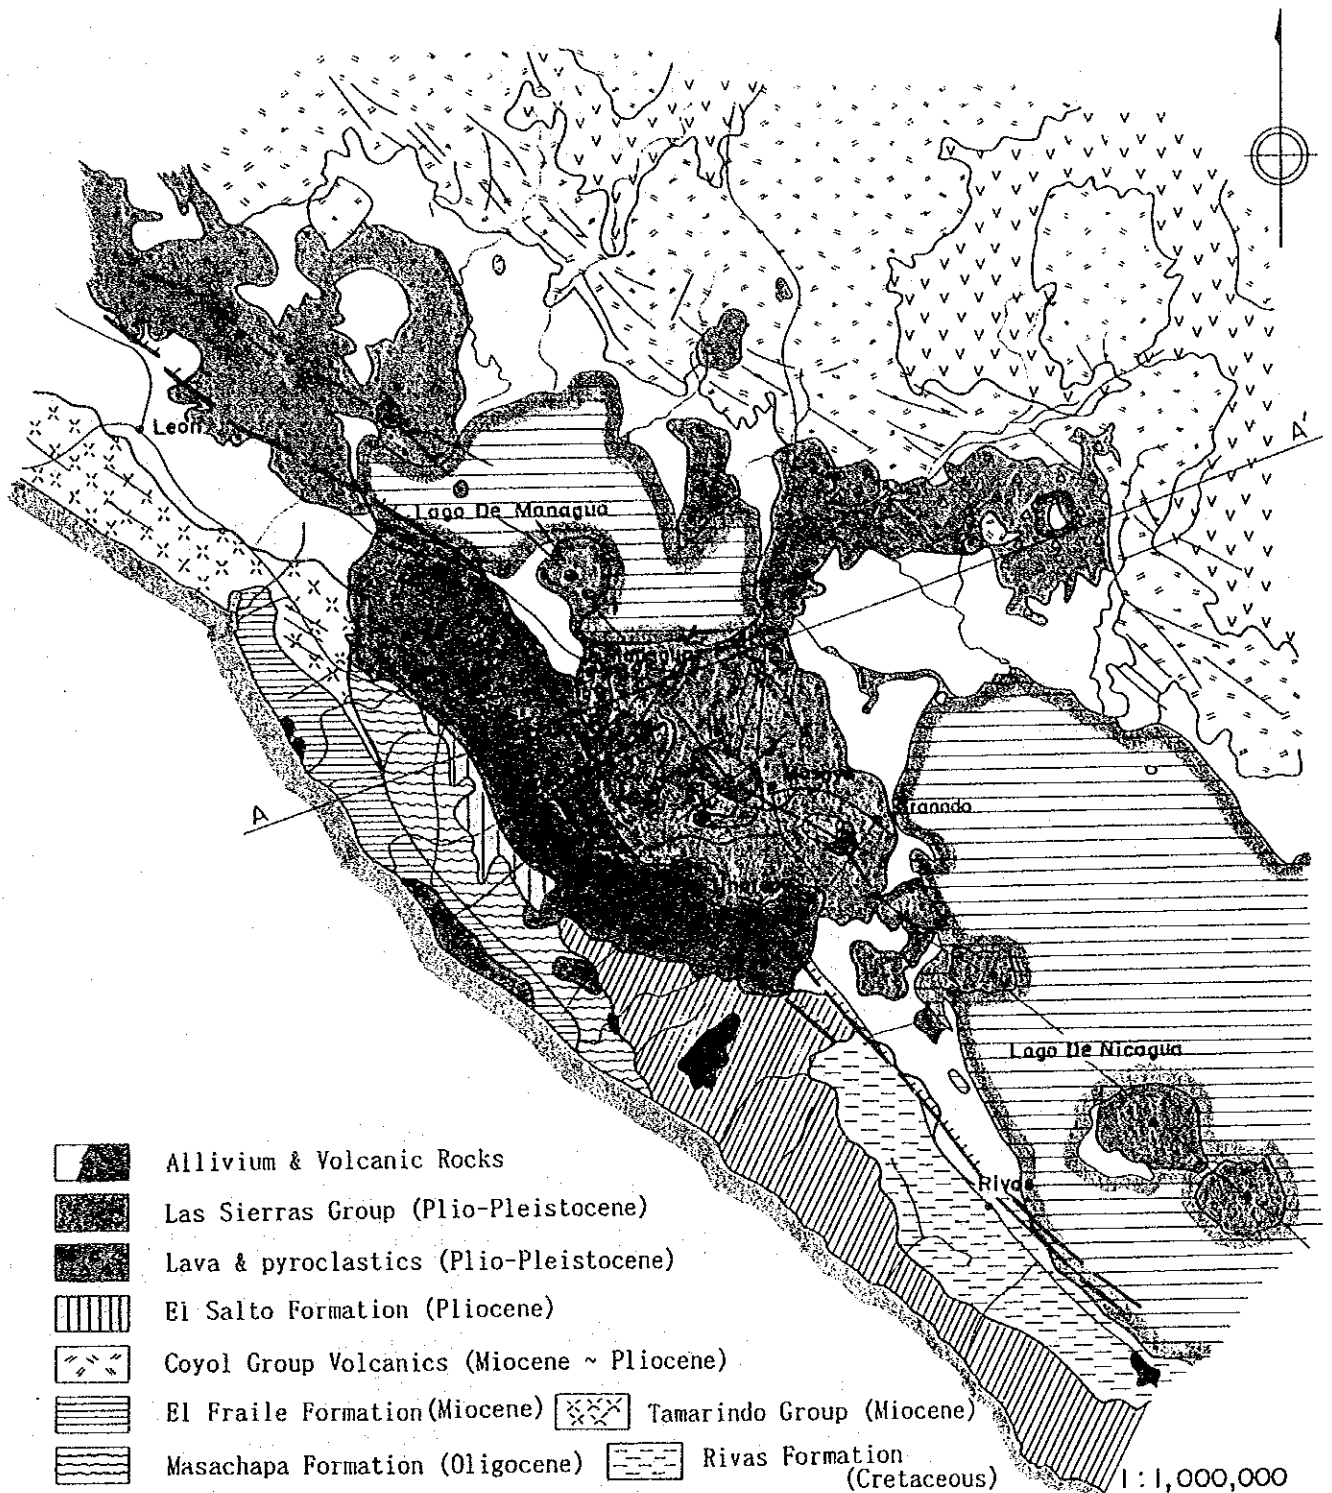 A'
León
Lago De Managua
A
Lago De Nicagua
Rivas
Allivium & Volcanic Rocks
Las Sierras Group (Plio-Pleistocene)
Lava & pyroclastics (Plio-Pleistocene)
El Salto Formation (Pliocene)
Coyol Group Volcanics (Miocene ~ Pliocene)
El Fraile Formation (Miocene) Tamarindo Group (Miocene)
Masachapa Formation (Oligocene) Rivas Formation
(Cretaceous) 1:1,000,000